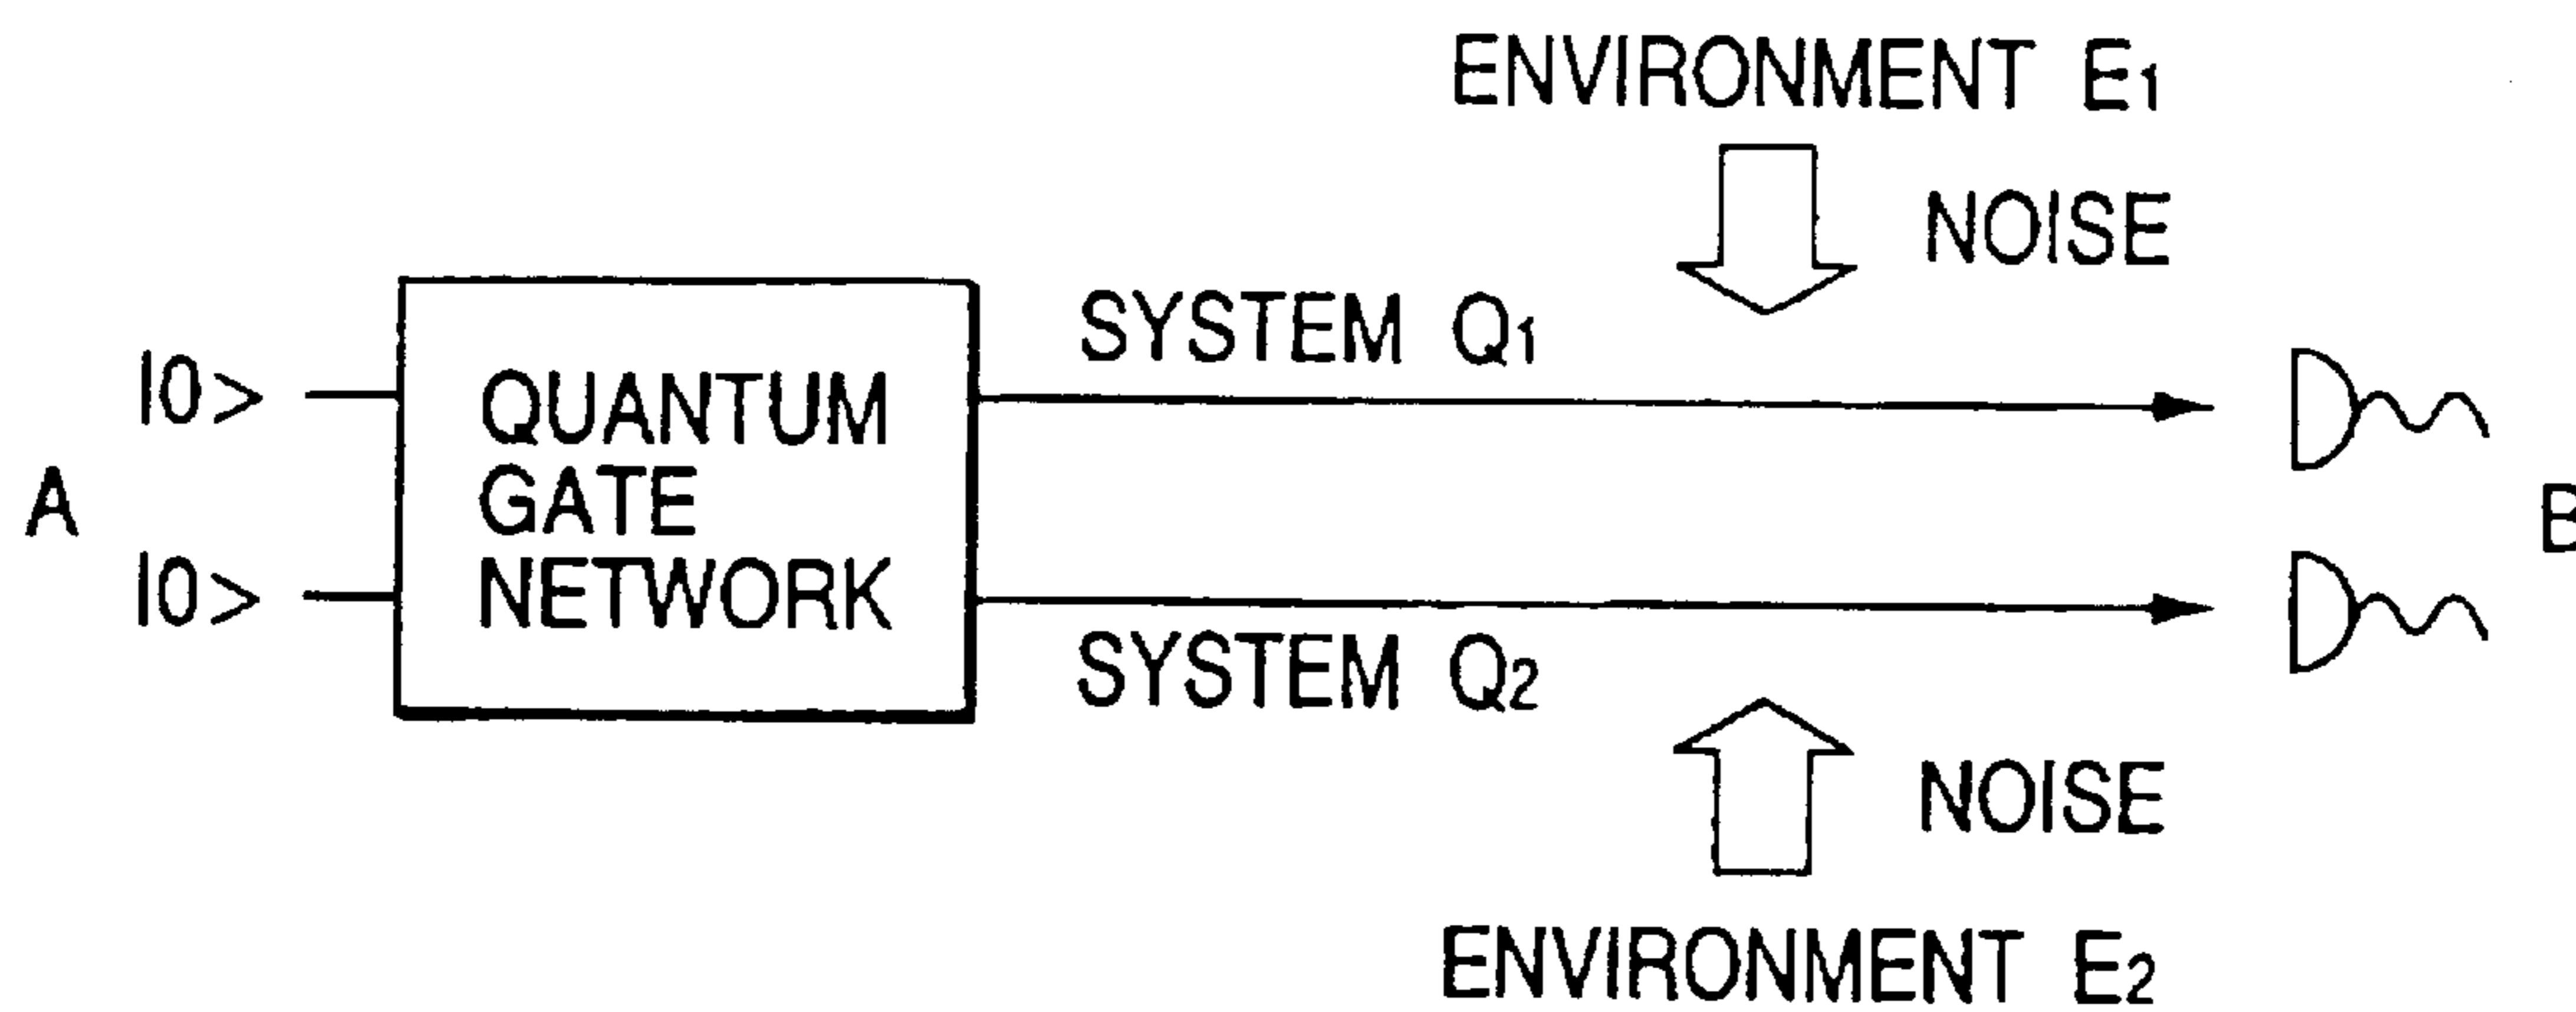 ENVIRONMENT E1
NOISE
SYSTEM Q1
|0>
QUANTUM
GATE
NETWORK
A
B
|0>
SYSTEM Q2
NOISE
ENVIRONMENT E2